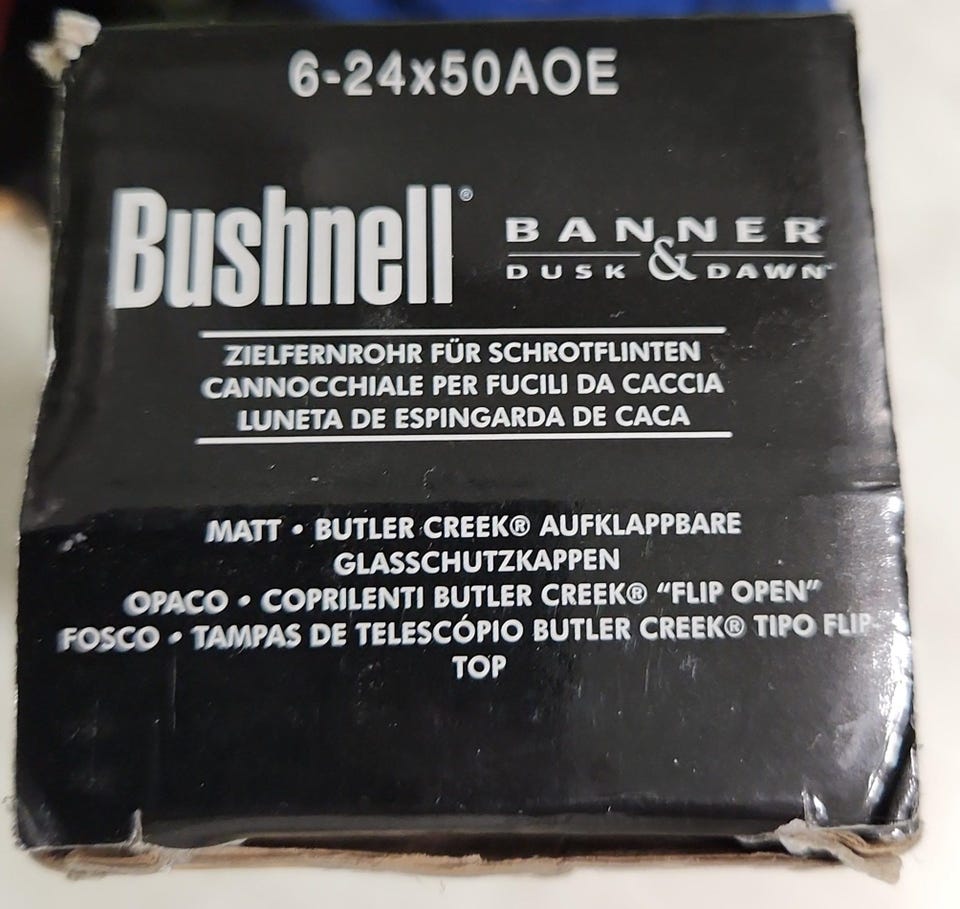 6-24x50AOE
Bushnell®
BANNER
DUSK & DAWN
ZIELFERNROHR FÜR SCHROTFLINTEN
CANNOCCHIALE PER FUCILI DA CACCIA
LUNETA DE ESPINGARDA DE CACA
MATT • BUTLER CREEK® AUFKLAPPBARE
GLASSCHUTZKAPPEN
OPACO • COPRILENTI BUTLER CREEK® “FLIP OPEN”
FOSCO • TAMPAS DE TELESCÓPIO BUTLER CREEK® TIPO FLIP-
TOP